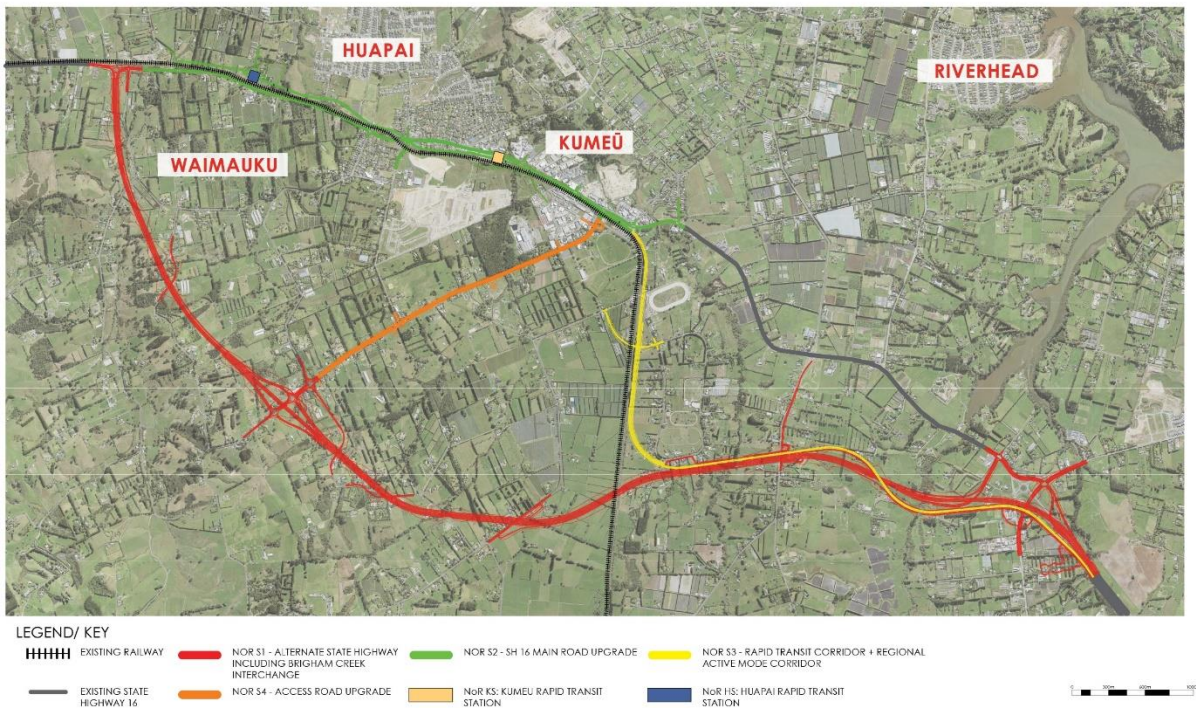 HUAPAI
RIVERHEAD
KUMEŪ
WAIMAUKU
LEGEND/ KEY
EXISTING RAILWAY
NOR S1 - ALTERNATE STATE HIGHWAY
INCLUDING BRIGHAM CREEK
INTERCHANGE
NOR S2 - SH 16 MAIN ROAD UPGRADE
NOR S3 - RAPID TRANSIT CORRIDOR + REGIONAL
ACTIVE MODE CORRIDOR
EXISTING STATE
HIGHWAY 16
NOR S4 - ACCESS ROAD UPGRADE
NoR KS: KUMEU RAPID TRANSIT
STATION
NoR HS: HUAPAI RAPID TRANSIT
STATION